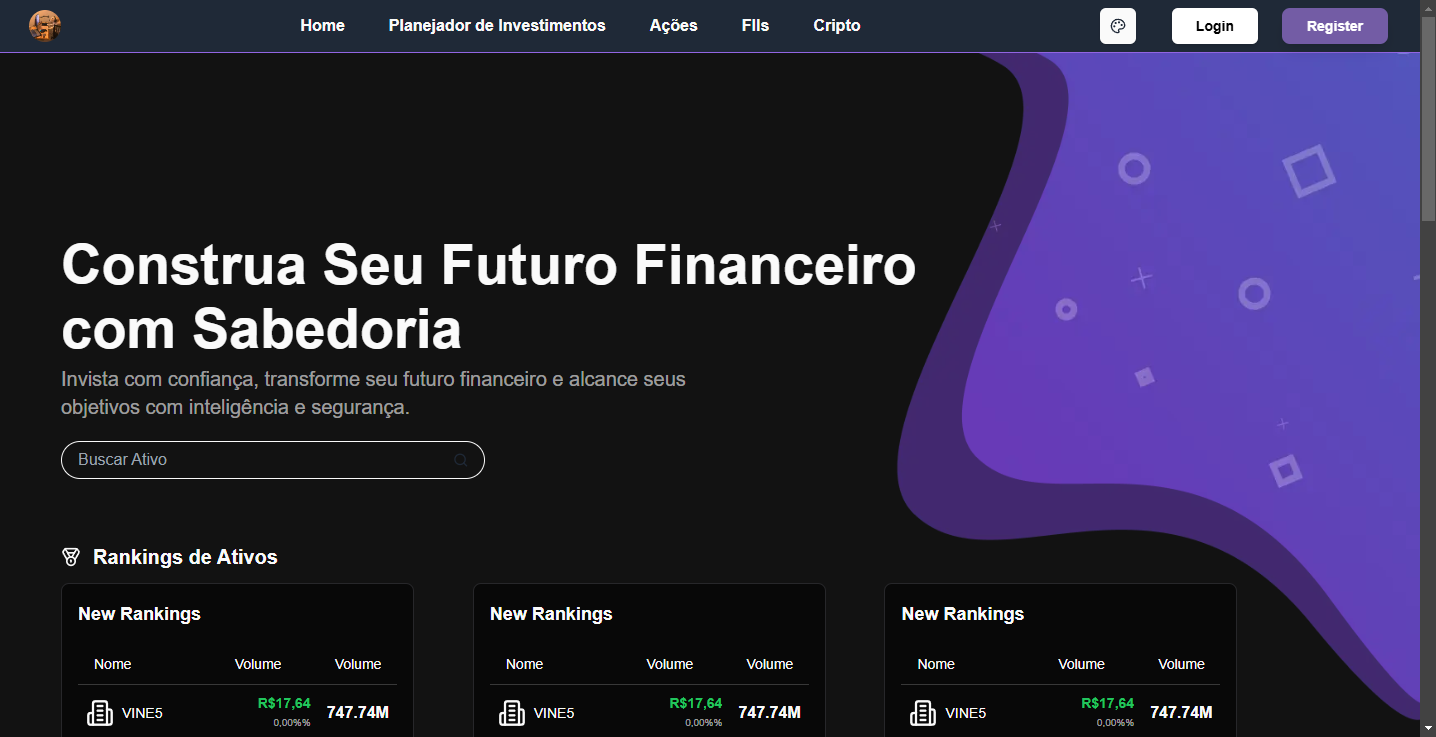 Home Planejador de Investimentos Ações FIIs Cripto Login Register
Construa Seu Futuro Financeiro
com Sabedoria
Invista com confiança, transforme seu futuro financeiro e alcance seus
objetivos com inteligência e segurança.
Buscar Ativo
Rankings de Ativos
New Rankings
Nome Volume Volume
VINE5 R$17,64 747.74M
0,00%%
New Rankings
Nome Volume Volume
VINE5 R$17,64 747.74M
0,00%%
New Rankings
Nome Volume Volume
VINE5 R$17,64 747.74M
0,00%%